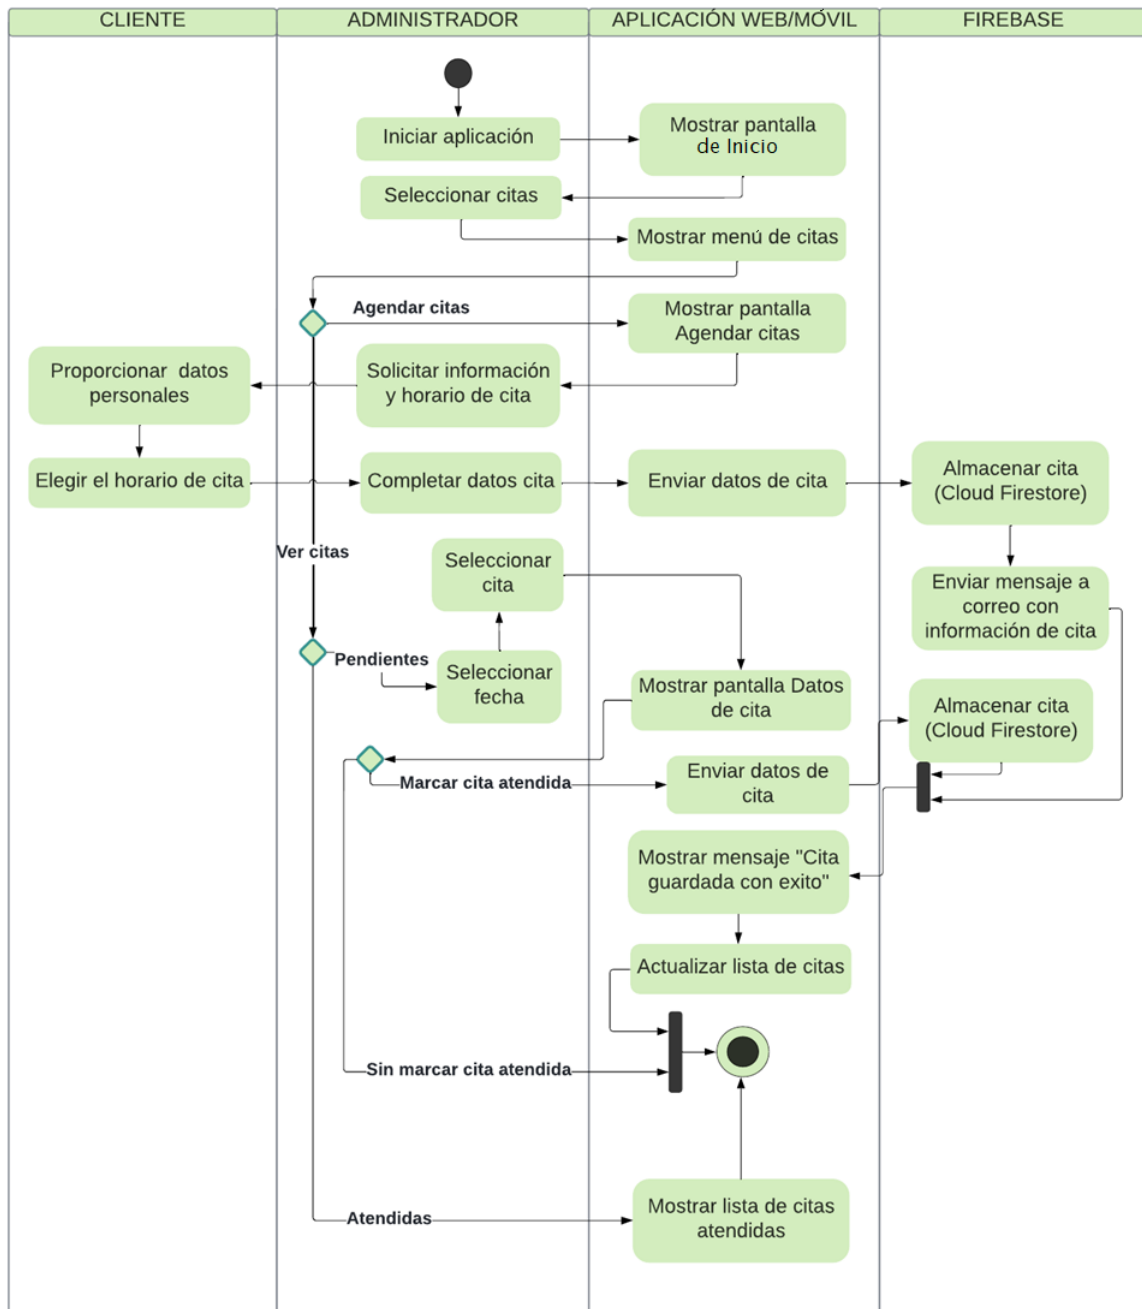 CLIENTE
ADMINISTRADOR
APLICACIÓN WEB/MÓVIL
FIREBASE
Iniciar aplicación
Mostrar pantalla
de Inicio
Seleccionar citas
Mostrar menú de citas
Agendar citas
Mostrar pantalla
Agendar citas
Proporcionar datos
personales
Solicitar información
y horario de cita
Elegir el horario de cita
Completar datos cita
Enviar datos de cita
Almacenar cita
(Cloud Firestore)
Ver citas
Seleccionar
cita
Enviar mensaje a
correo con
información de cita
Pendientes
Seleccionar
fecha
Mostrar pantalla Datos
de cita
Almacenar cita
(Cloud Firestore)
Marcar cita atendida
Enviar datos de
cita
Mostrar mensaje "Cita
guardada con exito"
Actualizar lista de citas
Sin marcar cita atendida
Atendidas
Mostrar lista de citas
atendidas